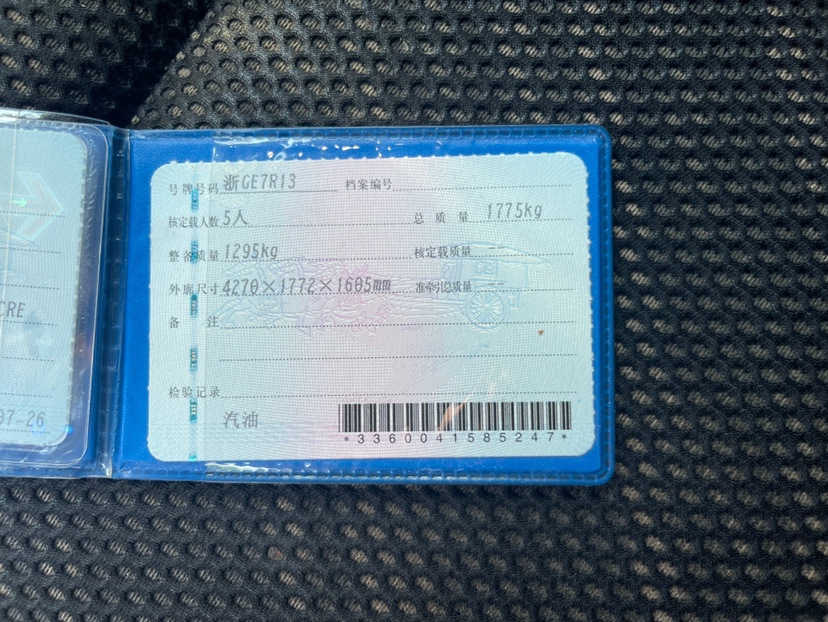 号牌号码 浙GE7R13 档案编号
核定载人数 5人 总质量 1775kg
整备质量 1295kg 核定载质量 --
外廓尺寸 4270×1772×1605mm 准牵引总质量 --
备注
检验记录
汽油
*3360041585247*
CRE
07-26